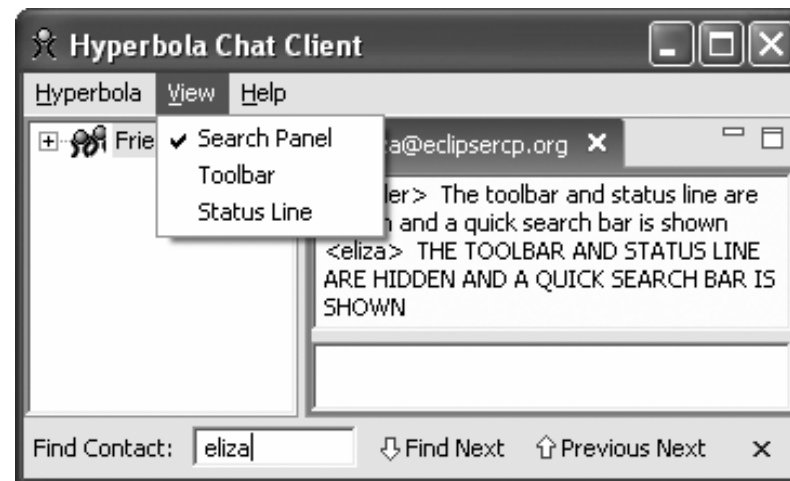 Hyperbola Chat Client
Hyperbola View Help
Frie
Search Panel
Toolbar
Status Line
a@eclipsercp.org
er> The toolbar and status line are
and a quick search bar is shown
<eliza> THE TOOLBAR AND STATUS LINE
ARE HIDDEN AND A QUICK SEARCH BAR IS
SHOWN
Find Contact: eliza Find Next Previous Next